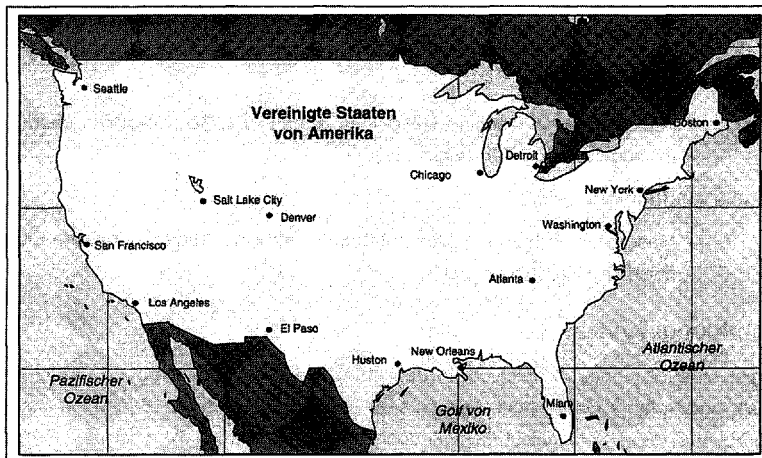 Seattle
Vereinigte Staaten
von Amerika
Boston
Detroit
Chicago
New York
Salt Lake City
Denver
Washington
San Francisco
Atlanta
Los Angeles
El Paso
Huston
New Orleans
Atlantischer
Ozean
Pazifischer
Ozean
Golf von
Mexiko
Miam